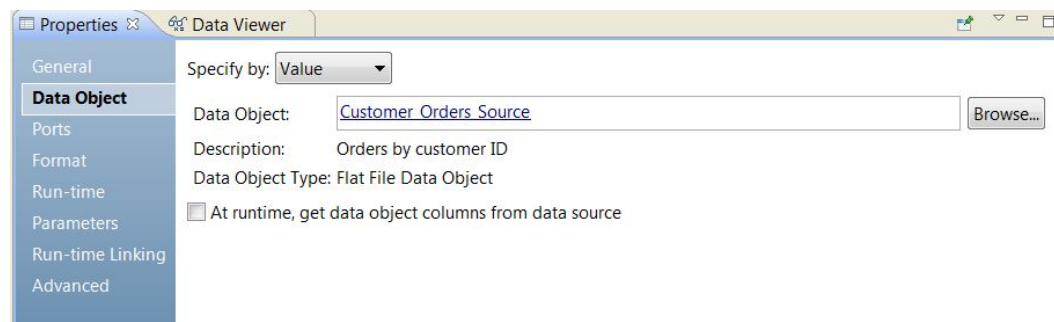 Properties Data Viewer
General
Data Object
Ports
Format
Run-time
Parameters
Run-time Linking
Advanced
Specify by: Value
Data Object: Customer_Orders_Source Browse...
Description: Orders by customer ID
Data Object Type: Flat File Data Object
At runtime, get data object columns from data source